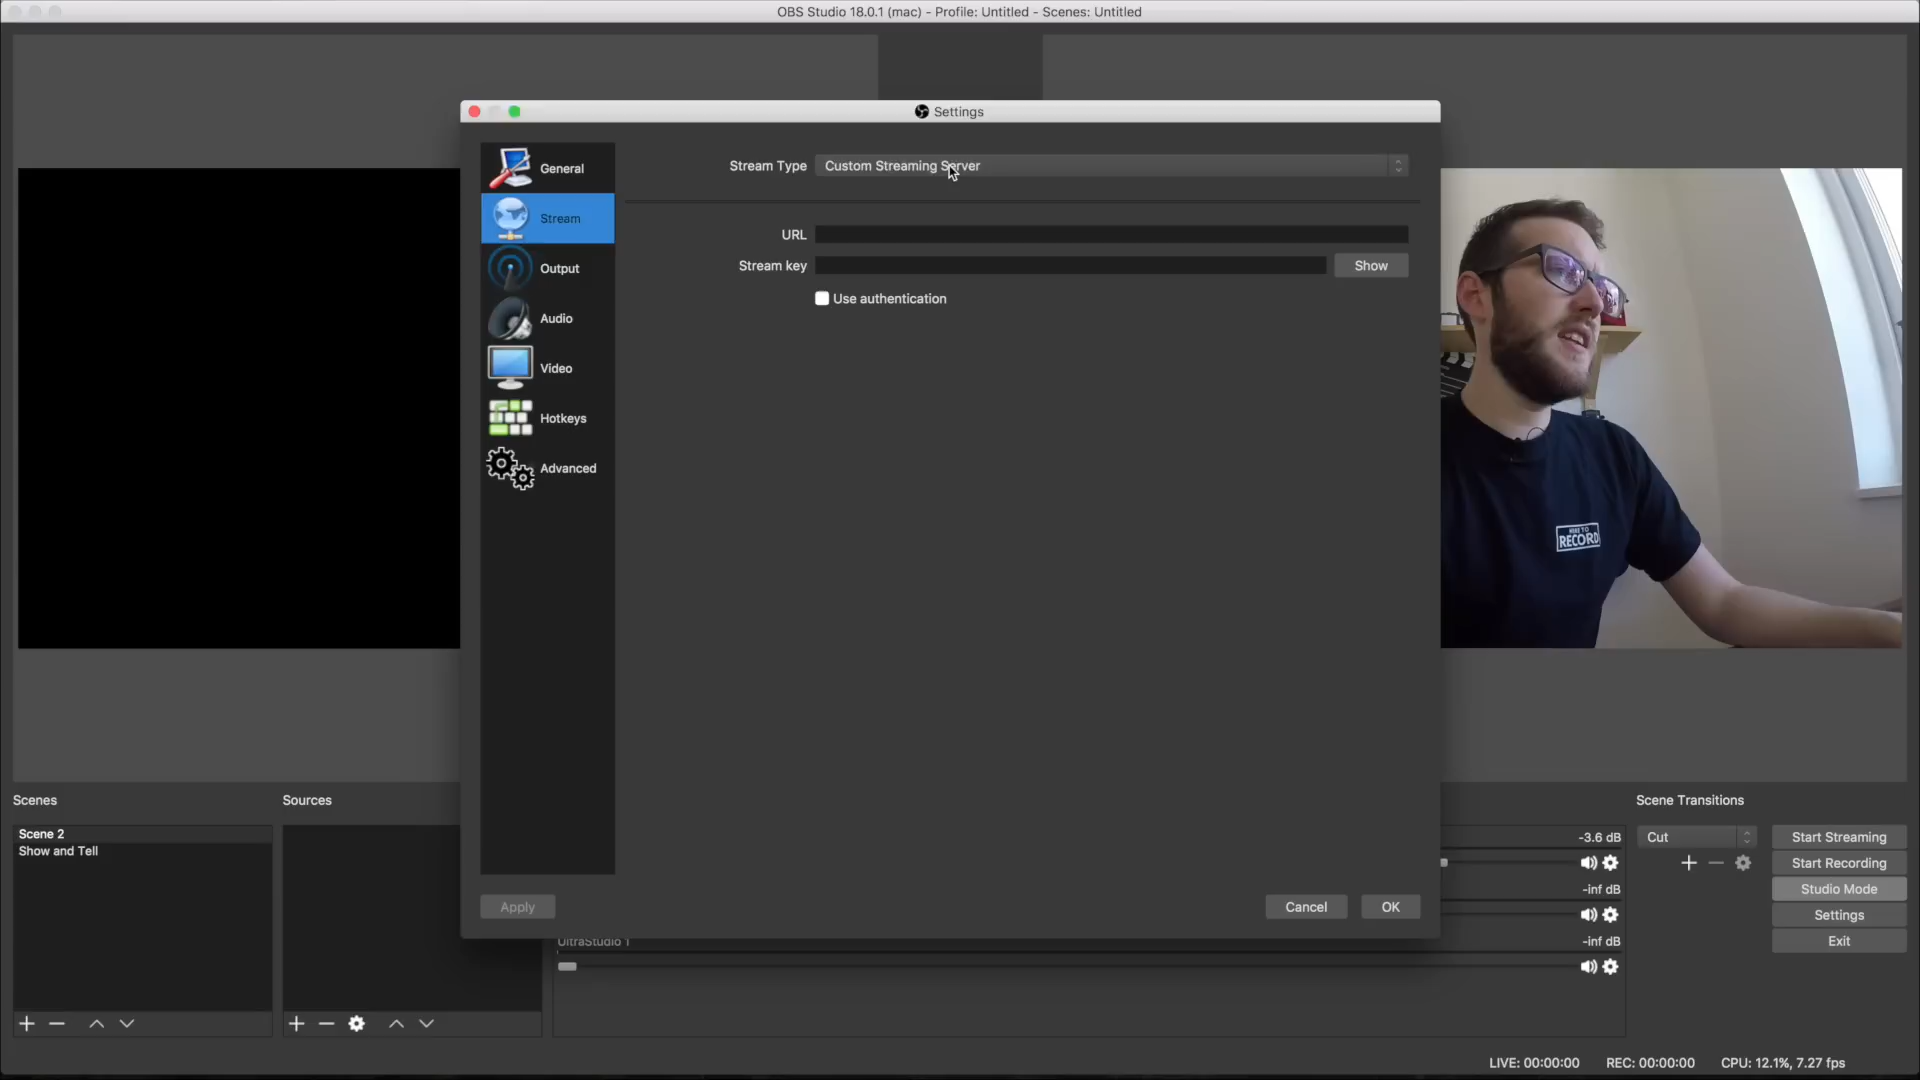 OBS Studio 18.0.1 (mac) - Profile: Untitled - Scenes: Untitled
Settings
General
Stream
Output
Audio
Video
Hotkeys
Advanced
Stream Type
Custom Streaming Server
URL
Stream key
Show
Use authentication
Apply
Cancel
OK
RECORD
Scenes
Scene 2
Show and Tell
Sources
-3.6 dB
-inf dB
UltraStudio 1
-inf dB
Scene Transitions
Cut
Start Streaming
Start Recording
Studio Mode
Settings
Exit
LIVE: 00:00:00
REC: 00:00:00
CPU: 12.1%, 7.27 fps